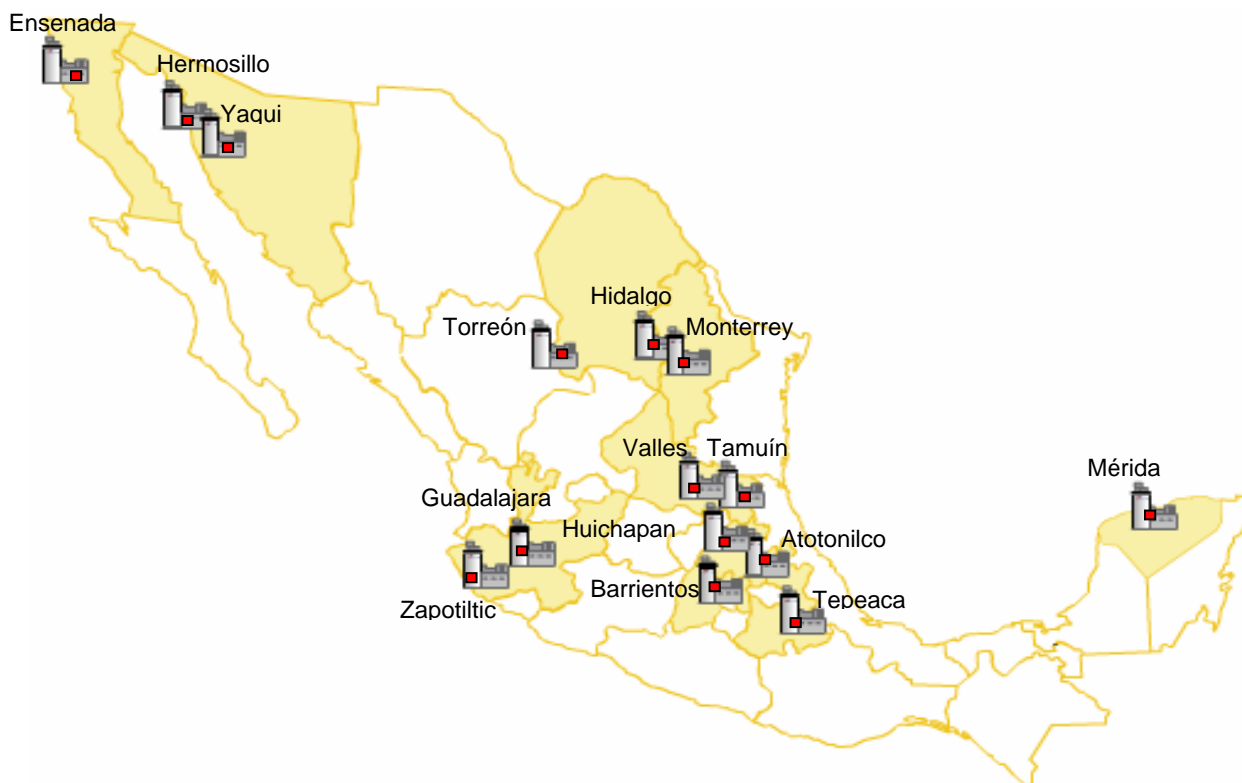 Ensenada
Hermosillo
Yaqui
Hidalgo
Torreón
Monterrey
Valles
Tamuín
Mérida
Guadalajara
Huichapan
Atotonilco
Barrientos
Tepeaca
Zapotiltic